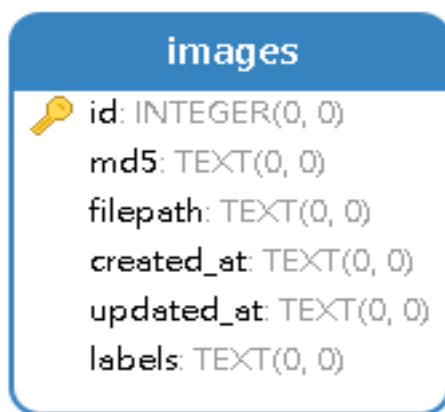 images
id: INTEGER(0, 0)
md5: TEXT(0, 0)
filepath: TEXT(0, 0)
created_at: TEXT(0, 0)
updated_at: TEXT(0, 0)
labels: TEXT(0, 0)